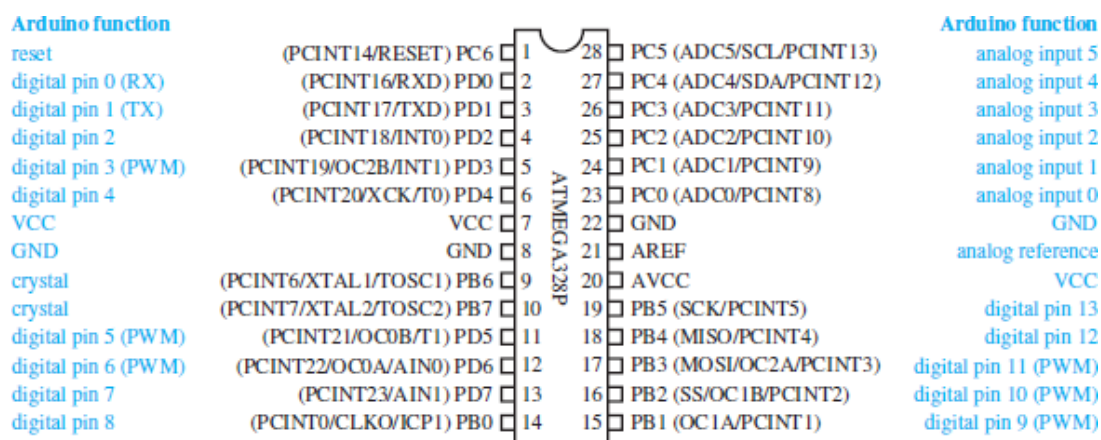 Arduino function Arduino function
reset (PCINT14/RESET) PC6 1 28 PC5 (ADC5/SCL/PCINT13) analog input 5
digital pin 0 (RX) (PCINT16/RXD) PD0 2 27 PC4 (ADC4/SDA/PCINT12) analog input 4
digital pin 1 (TX) (PCINT17/TXD) PD1 3 26 PC3 (ADC3/PCINT11) analog input 3
digital pin 2 (PCINT18/INT0) PD2 4 25 PC2 (ADC2/PCINT10) analog input 2
digital pin 3 (PWM) (PCINT19/OC2B/INT1) PD3 5 24 PC1 (ADC1/PCINT9) analog input 1
digital pin 4 (PCINT20/XCK/T0) PD4 6 23 PC0 (ADC0/PCINT8) analog input 0
VCC VCC 7 22 GND GND
GND GND 8 21 AREF analog reference
crystal (PCINT6/XTAL1/TOSC1) PB6 9 20 AVCC VCC
crystal (PCINT7/XTAL2/TOSC2) PB7 10 19 PB5 (SCK/PCINT5) digital pin 13
digital pin 5 (PWM) (PCINT21/OC0B/T1) PD5 11 18 PB4 (MISO/PCINT4) digital pin 12
digital pin 6 (PWM) (PCINT22/OC0A/AIN0) PD6 12 17 PB3 (MOSI/OC2A/PCINT3) digital pin 11 (PWM)
digital pin 7 (PCINT23/AIN1) PD7 13 16 PB2 (SS/OC1B/PCINT2) digital pin 10 (PWM)
digital pin 8 (PCINT0/CLKO/ICP1) PB0 14 15 PB1 (OC1A/PCINT1) digital pin 9 (PWM)
ATMEGA328P